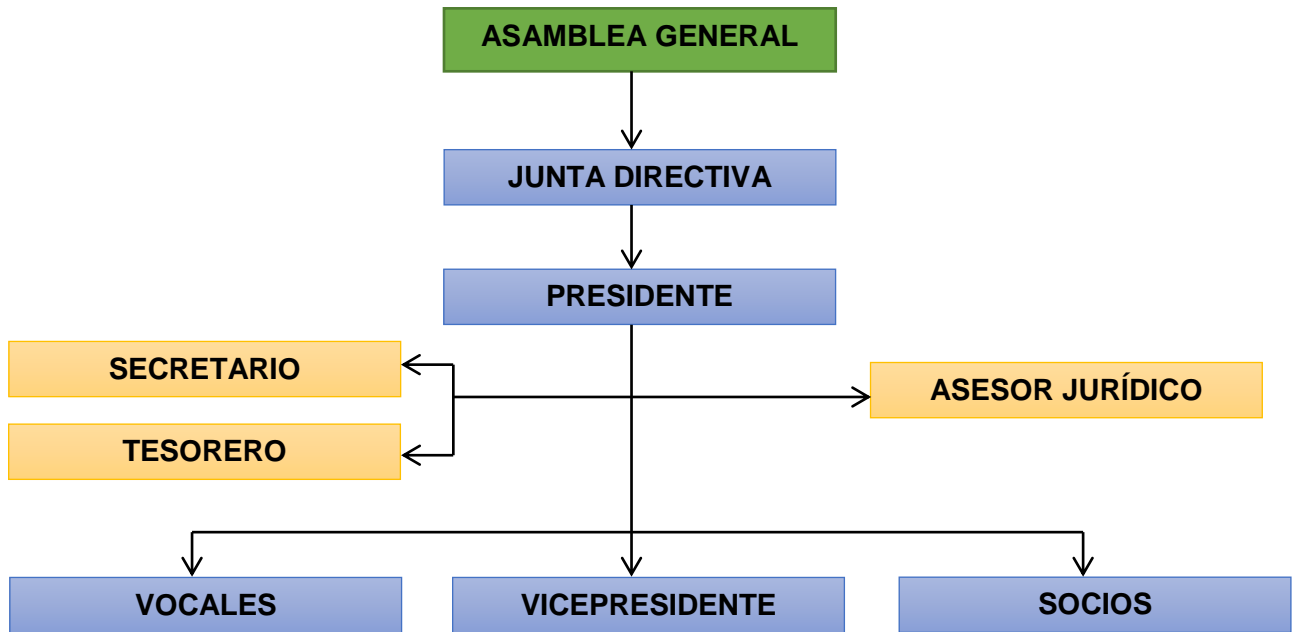 ASAMBLEA GENERAL
JUNTA DIRECTIVA
PRESIDENTE
SECRETARIO
ASESOR JURÍDICO
TESORERO
VOCALES
VICEPRESIDENTE
SOCIOS